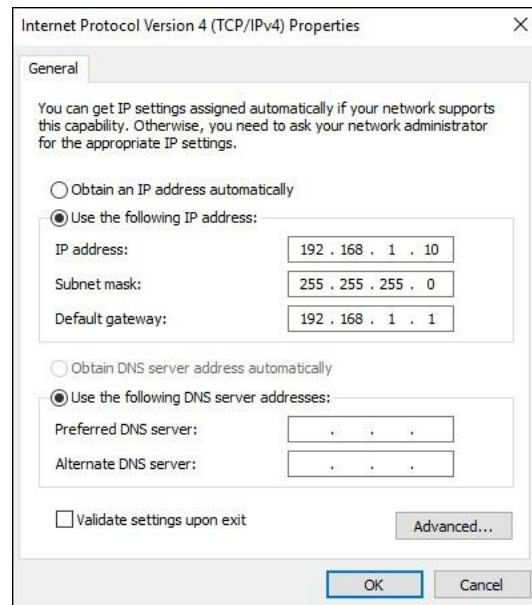 Internet Protocol Version 4 (TCP/IPv4) Properties
General
You can get IP settings assigned automatically if your network supports
this capability. Otherwise, you need to ask your network administrator
for the appropriate IP settings.
Obtain an IP address automatically
Use the following IP address:
IP address: 192 . 168 . 1 . 10
Subnet mask: 255 . 255 . 255 . 0
Default gateway: 192 . 168 . 1 . 1
Obtain DNS server address automatically
Use the following DNS server addresses:
Preferred DNS server: . . .
Alternate DNS server: . . .
Validate settings upon exit
Advanced...
OK Cancel